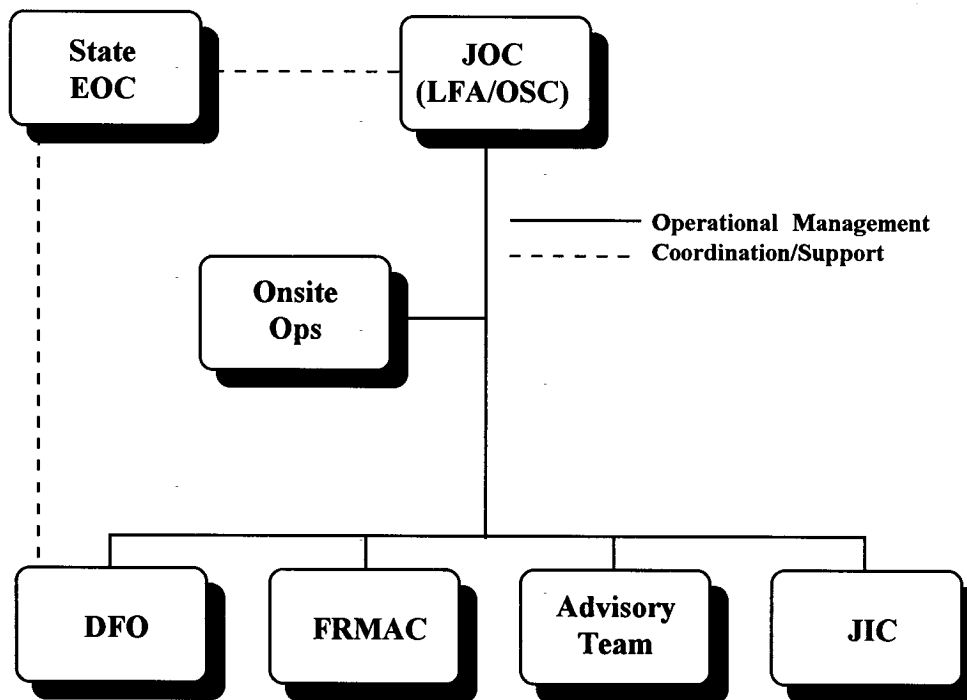 State
EOC
JOC
(LFA/OSC)
Operational Management
Coordination/Support
Onsite
Ops
DFO
FRMAC
Advisory
Team
JIC